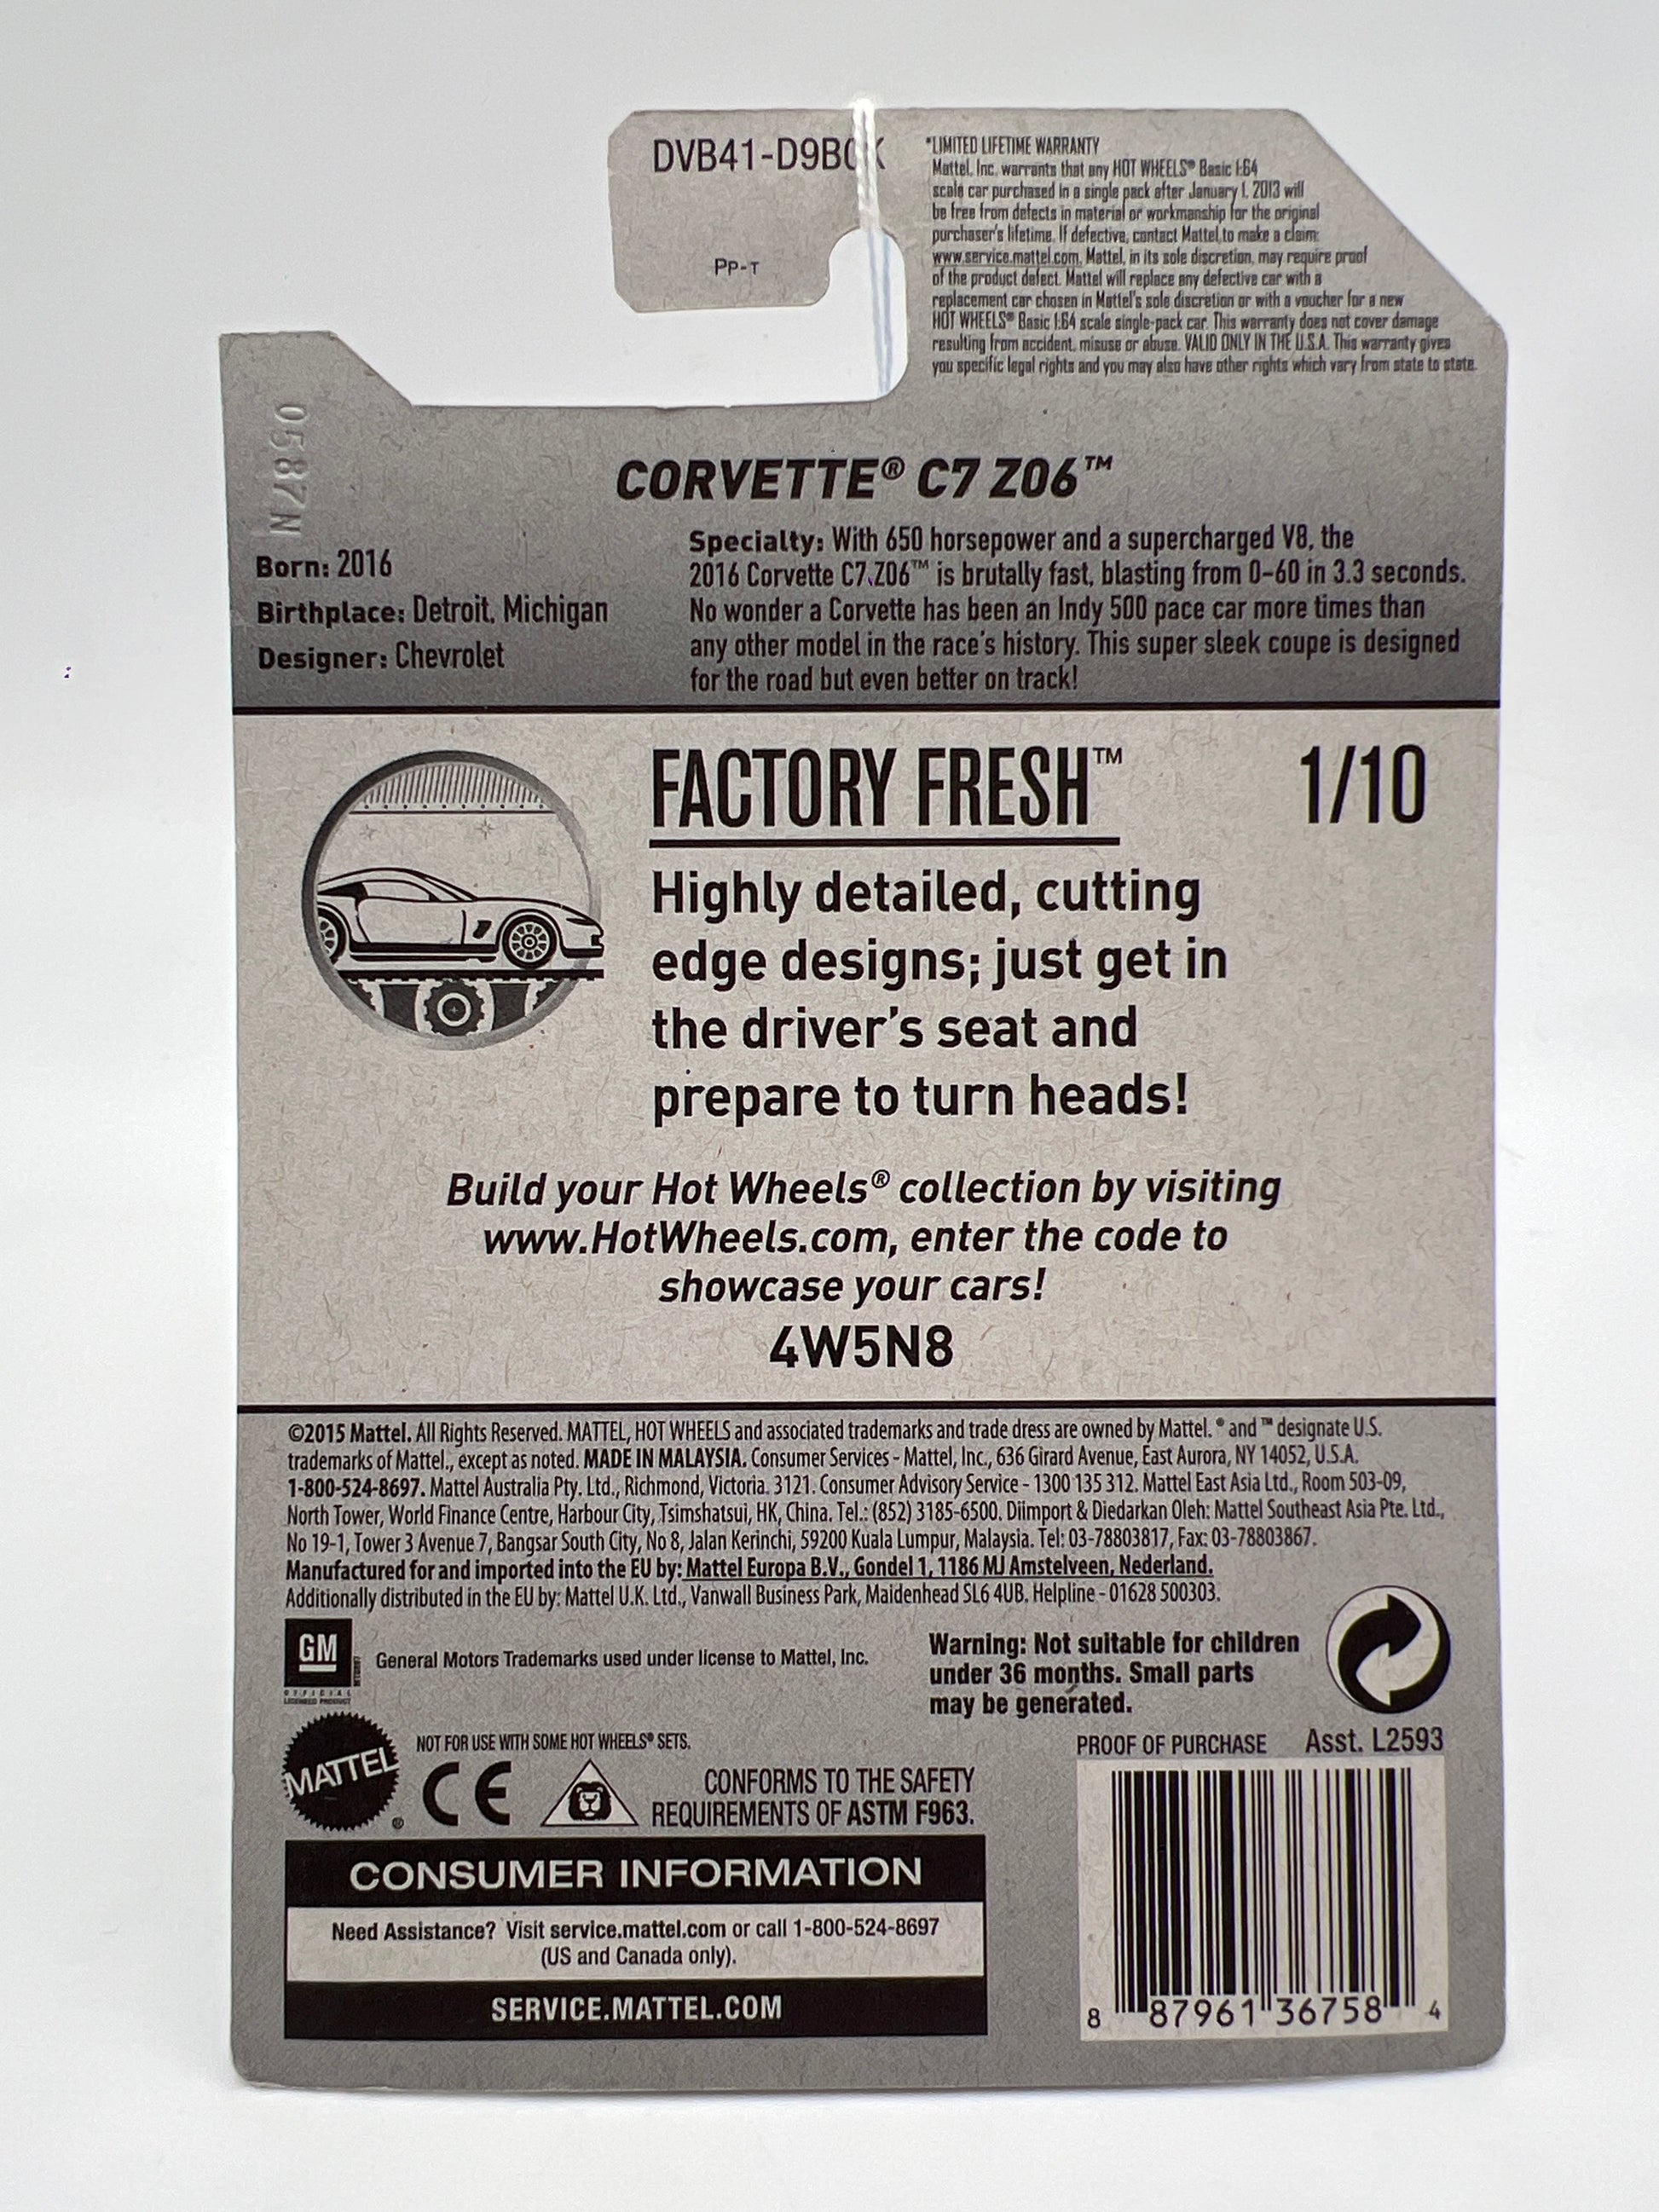 DVB41-D9B0K
Pp-T
*LIMITED LIFETIME WARRANTY
Mattel, Inc. warrants that any HOT WHEELS® Basic 1:64
scale car purchased in a single pack after January 1, 2013 will
be free from defects in material or workmanship for the original
purchaser's lifetime. If defective, contact Mattel to make a claim:
www.service.mattel.com. Mattel, in its sole discretion, may require proof
of the product defect. Mattel will replace any defective car with a
replacement car chosen in Mattel's sole discretion or with a voucher for a new
HOT WHEELS® Basic 1:64 scale single-pack car. This warranty does not cover damage
resulting from accident, misuse or abuse. VALID ONLY IN THE U.S.A. This warranty gives
you specific legal rights and you may also have other rights which vary from state to state.
0587N
CORVETTE® C7 Z06™
Born: 2016
Birthplace: Detroit, Michigan
Designer: Chevrolet
Specialty: With 650 horsepower and a supercharged V8, the
2016 Corvette C7 Z06™ is brutally fast, blasting from 0-60 in 3.3 seconds.
No wonder a Corvette has been an Indy 500 pace car more times than
any other model in the race's history. This super sleek coupe is designed
for the road but even better on track!
FACTORY FRESH™ 1/10
Highly detailed, cutting
edge designs; just get in
the driver's seat and
prepare to turn heads!
Build your Hot Wheels® collection by visiting
www.HotWheels.com, enter the code to
showcase your cars!
4W5N8
©2015 Mattel. All Rights Reserved. MATTEL, HOT WHEELS and associated trademarks and trade dress are owned by Mattel. ® and ™ designate U.S.
trademarks of Mattel., except as noted. MADE IN MALAYSIA. Consumer Services - Mattel, Inc., 636 Girard Avenue, East Aurora, NY 14052, U.S.A.
1-800-524-8697. Mattel Australia Pty. Ltd., Richmond, Victoria. 3121. Consumer Advisory Service - 1300 135 312. Mattel East Asia Ltd., Room 503-09,
North Tower, World Finance Centre, Harbour City, Tsimshatsui, HK, China. Tel.: (852) 3185-6500. Diimport & Diedarkan Oleh: Mattel Southeast Asia Pte. Ltd.,
No 19-1, Tower 3 Avenue 7, Bangsar South City, No 8, Jalan Kerinchi, 59200 Kuala Lumpur, Malaysia. Tel: 03-78803817, Fax: 03-78803867.
Manufactured for and imported into the EU by: Mattel Europa B.V., Gondel 1, 1186 MJ Amstelveen, Nederland.
Additionally distributed in the EU by: Mattel U.K. Ltd., Vanwall Business Park, Maidenhead SL6 4UB. Helpline - 01628 500303.
GM
OFFICIAL
LICENSED PRODUCT
General Motors Trademarks used under license to Mattel, Inc.
Warning: Not suitable for children
under 36 months. Small parts
may be generated.
MATTEL®
NOT FOR USE WITH SOME HOT WHEELS® SETS.
CE
CONFORMS TO THE SAFETY
REQUIREMENTS OF ASTM F963.
PROOF OF PURCHASE Asst. L2593
CONSUMER INFORMATION
Need Assistance? Visit service.mattel.com or call 1-800-524-8697
(US and Canada only).
SERVICE.MATTEL.COM
8 87961 36758 4